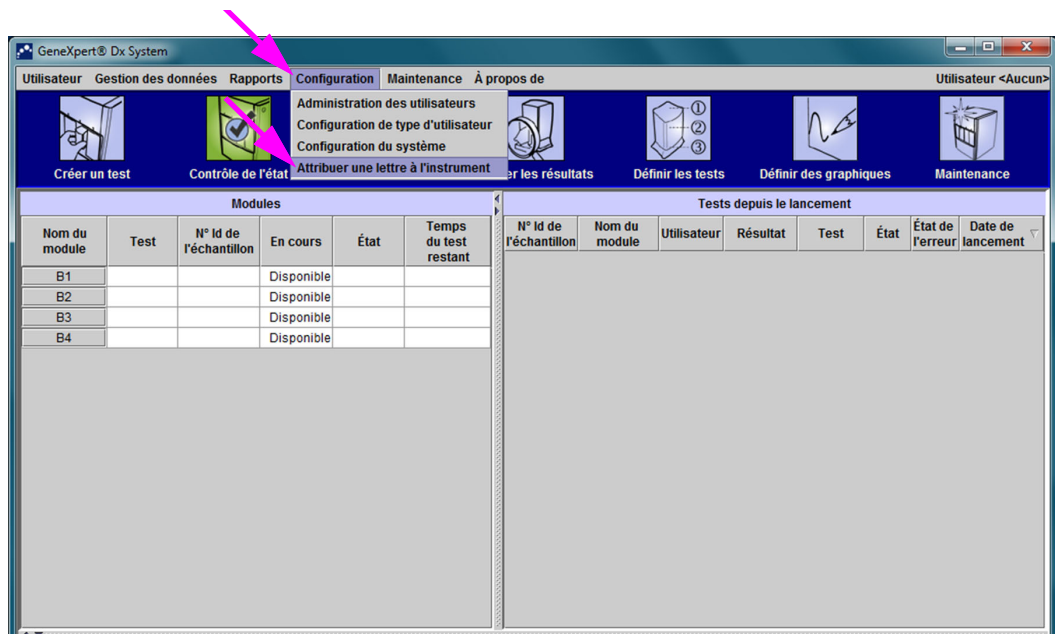 GeneXpert® Dx System
Utilisateur Gestion des données Rapports Configuration Maintenance À propos de Utilisateur <Aucun>
Administration des utilisateurs
Configuration de type d'utilisateur
Configuration du système
Attribuer une lettre à l'instrument
Créer un test Contrôle de l'état er les résultats Définir les tests Définir des graphiques Maintenance
①
②
③
Modules
Nom du module Test N° Id de l'échantillon En cours État Temps du test restant
B1 Disponible
B2 Disponible
B3 Disponible
B4 Disponible
Tests depuis le lancement
N° Id de l'échantillon Nom du module Utilisateur Résultat Test État État de l'erreur Date de lancement